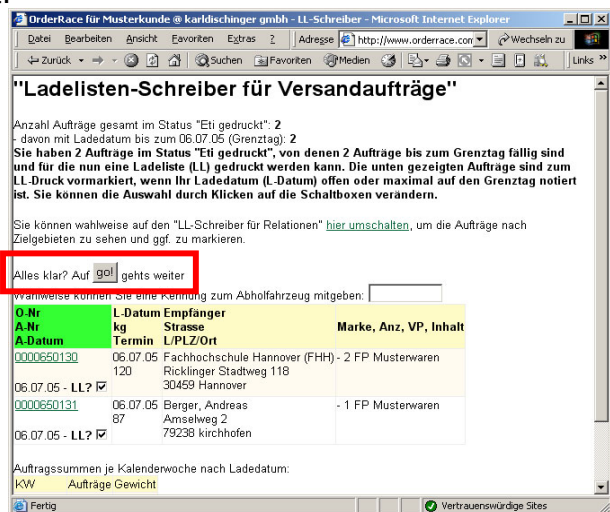 OrderRace für Musterkunde @ karldischinger gmbh - LL-Schreiber - Microsoft Internet Explorer
Datei Bearbeiten Ansicht Favoriten Extras ? Adresse http://www.orderrace.com Wechseln zu
Zurück Suchen Favoriten Medien Links »
"Ladelisten-Schreiber für Versandaufträge"
Anzahl Aufträge gesamt im Status "Eti gedruckt": 2
- davon mit Ladedatum bis zum 06.07.05 (Grenztag): 2
Sie haben 2 Aufträge im Status "Eti gedruckt", von denen 2 Aufträge bis zum Grenztag fällig sind
und für die nun eine Ladeliste (LL) gedruckt werden kann. Die unten gezeigten Aufträge sind zum
LL-Druck vormarkiert, wenn Ihr Ladedatum (L-Datum) offen oder maximal auf den Grenztag notiert
ist. Sie können die Auswahl durch Klicken auf die Schaltboxen verändern.
Sie können wahlweise auf den "LL-Schreiber für Relationen" hier umschalten, um die Aufträge nach
Zielgebieten zu sehen und ggf. zu markieren.
Alles klar? Auf go! gehts weiter
Wahlweise können Sie eine Kennung zum Abholfahrzeug mitgeben:
O-Nr L-Datum Empfänger
A-Nr kg Strasse Marke, Anz, VP, Inhalt
A-Datum Termin L/PLZ/Ort
0000650130 06.07.05 Fachhochschule Hannover (FHH) - 2 FP Musterwaren
120 Ricklinger Stadtweg 118
06.07.05 - LL? 30459 Hannover
0000650131 06.07.05 Berger, Andreas - 1 FP Musterwaren
87 Amselweg 2
06.07.05 - LL? 79238 kirchhofen
Auftragssummen je Kalenderwoche nach Ladedatum:
KW Aufträge Gewicht
Fertig Vertrauenswürdige Sites